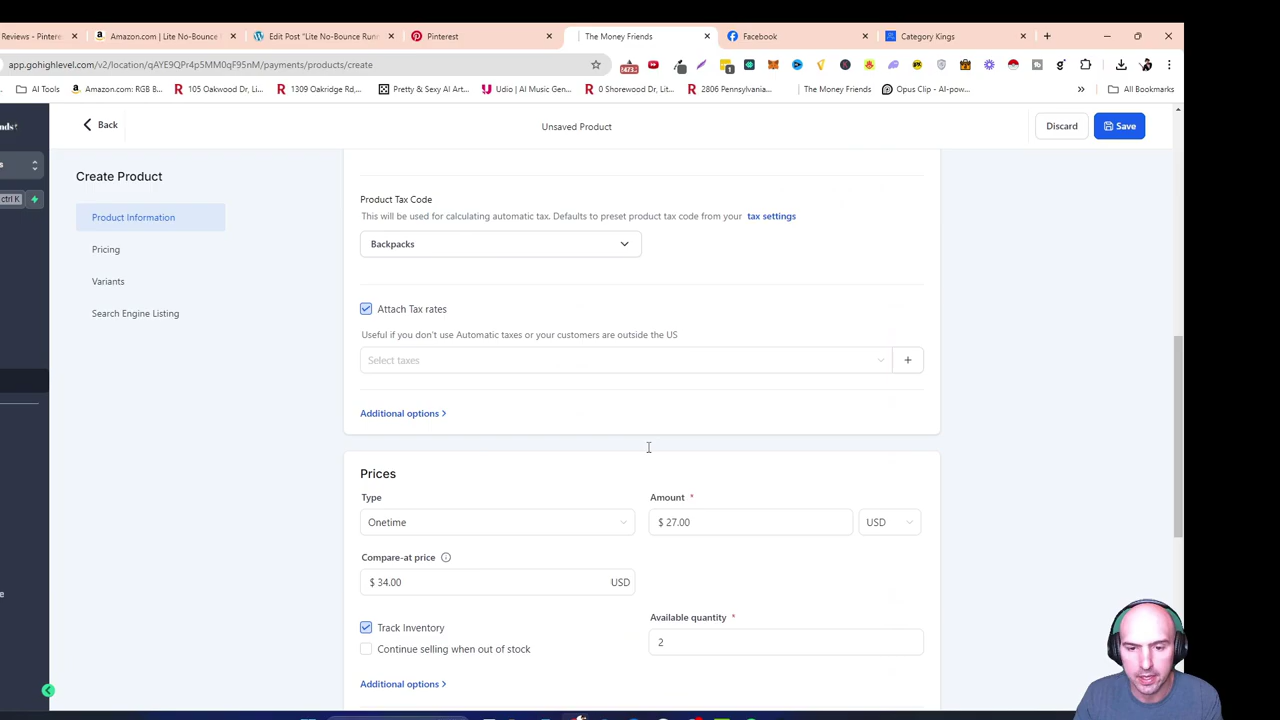 Reviews - Pinteres
Amazon.com | Lite No-Bounce
Edit Post "Lite No-Bounce Runn
Pinterest
The Money Friends
Facebook
Category Kings
app.gohighlevel.com/v2/location/qAYE9QPr4p5MM0qF95nM/payments/products/create
AI Tools
Amazon.com: RGB B...
105 Oakwood Dr, Li...
1309 Oakridge Rd,...
Pretty & Sexy AI Art...
Udio | AI Music Gen...
0 Shorewood Dr, Lit...
2806 Pennsylvania...
The Money Friends
Opus Clip - AI-pow...
All Bookmarks
Back
Unsaved Product
Discard
Save
ctrl K
Create Product
Product Information
Pricing
Variants
Search Engine Listing
Product Tax Code
This will be used for calculating automatic tax. Defaults to preset product tax code from your tax settings
Backpacks
Attach Tax rates
Useful if you don't use Automatic taxes or your customers are outside the US
Select taxes
+
Additional options >
Prices
Type
Amount *
Onetime
$ 27.00
USD
Compare-at price
$ 34.00
USD
Track Inventory
Available quantity *
Continue selling when out of stock
2
Additional options >